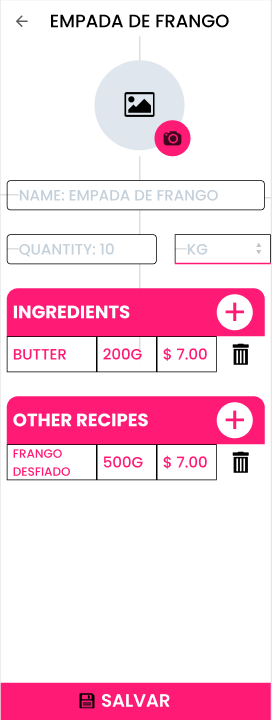 EMPADA DE FRANGO
NAME: EMPADA DE FRANGO
QUANTITY: 10
KG
INGREDIENTS
BUTTER 200G $ 7.00
OTHER RECIPES
FRANGO
DESFIADO 500G $ 7.00
SALVAR